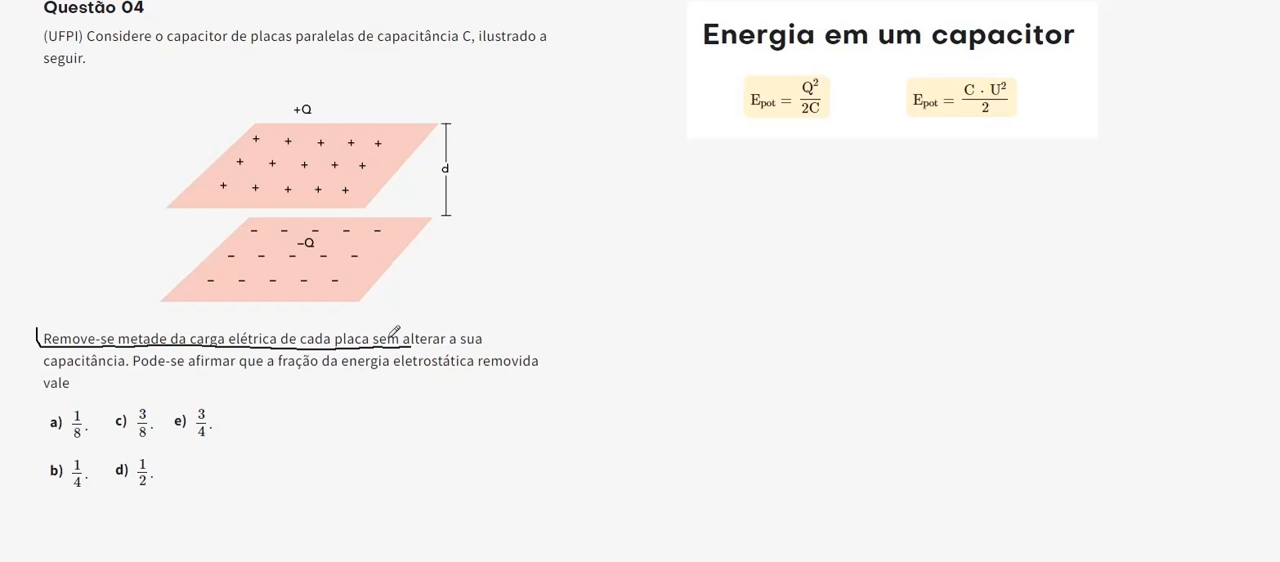 Questão 04
(UFPI) Considere o capacitor de placas paralelas de capacitância C, ilustrado a
seguir.
+Q
+ + + + +
d
+ + + + +
+ + + + +
− − − − −
−Q
− − − − −
− − − − −
Remove-se metade da carga elétrica de cada placa sem alterar a sua
capacitância. Pode-se afirmar que a fração da energia eletrostática removida
vale
a) 1/8. c) 3/8. e) 3/4.
b) 1/4. d) 1/2.
Energia em um capacitor
E_pot = Q²/2C E_pot = C · U²/2